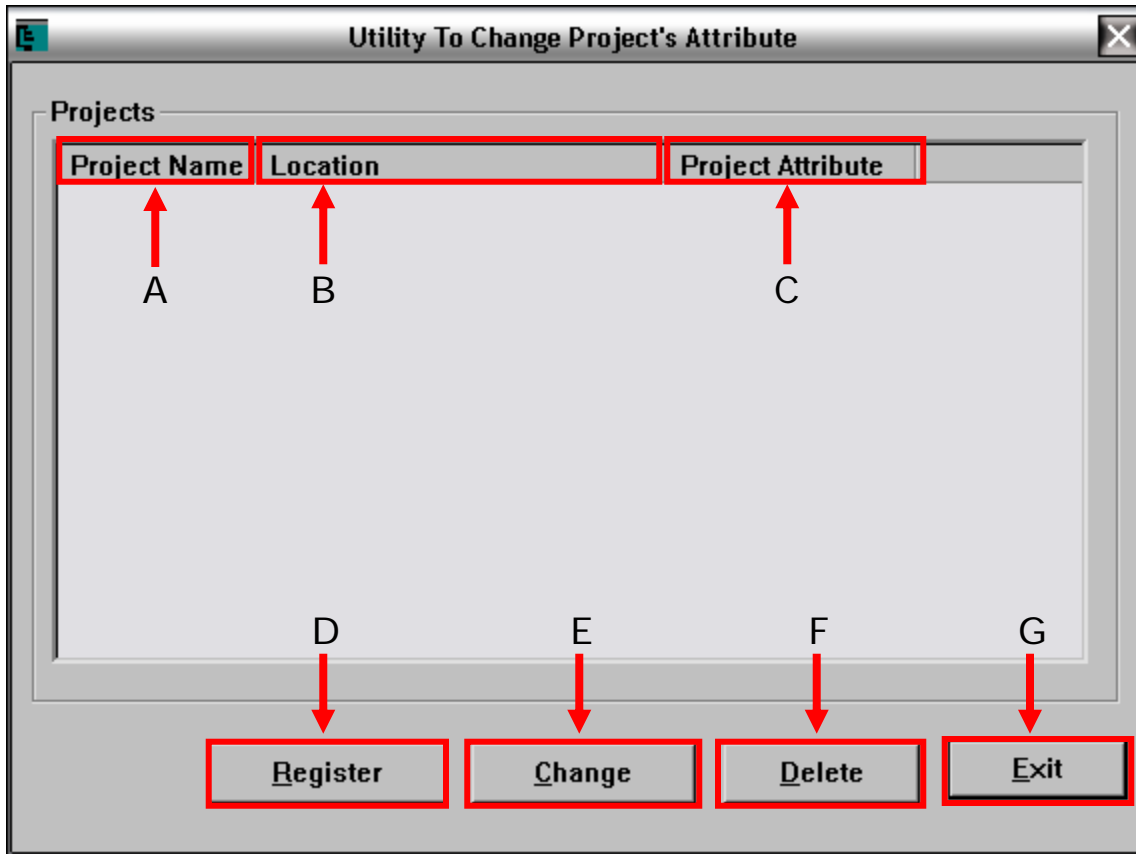 Utility To Change Project's Attribute
Projects
Project Name Location Project Attribute
A B C
D E F G
Register Change Delete Exit